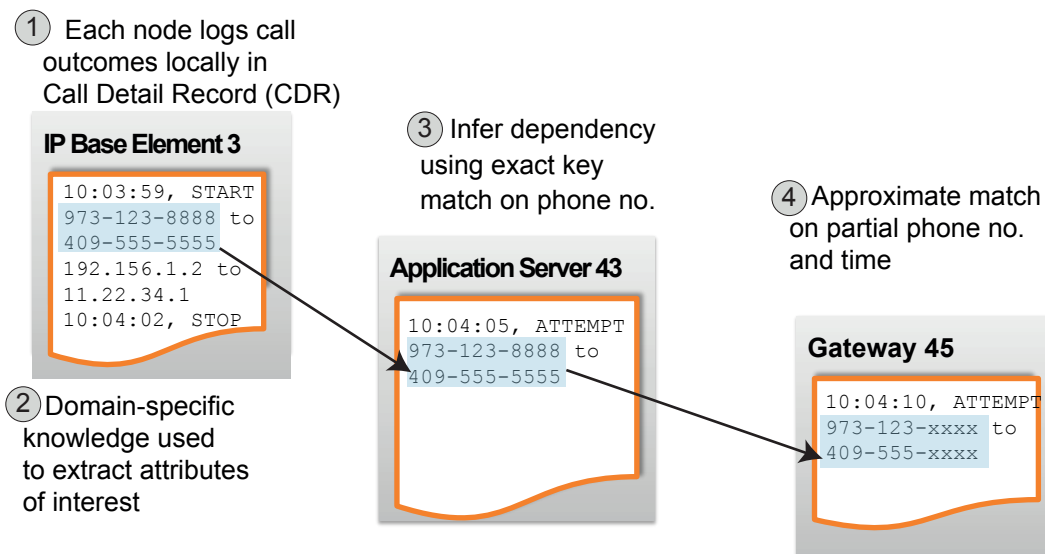 1 Each node logs call
outcomes locally in
Call Detail Record (CDR)
IP Base Element 3
10:03:59, START
973-123-8888 to
409-555-5555
192.156.1.2 to
11.22.34.1
10:04:02, STOP
2 Domain-specific
knowledge used
to extract attributes
of interest
3 Infer dependency
using exact key
match on phone no.
Application Server 43
10:04:05, ATTEMPT
973-123-8888 to
409-555-5555
4 Approximate match
on partial phone no.
and time
Gateway 45
10:04:10, ATTEMPT
973-123-xxxx to
409-555-xxxx